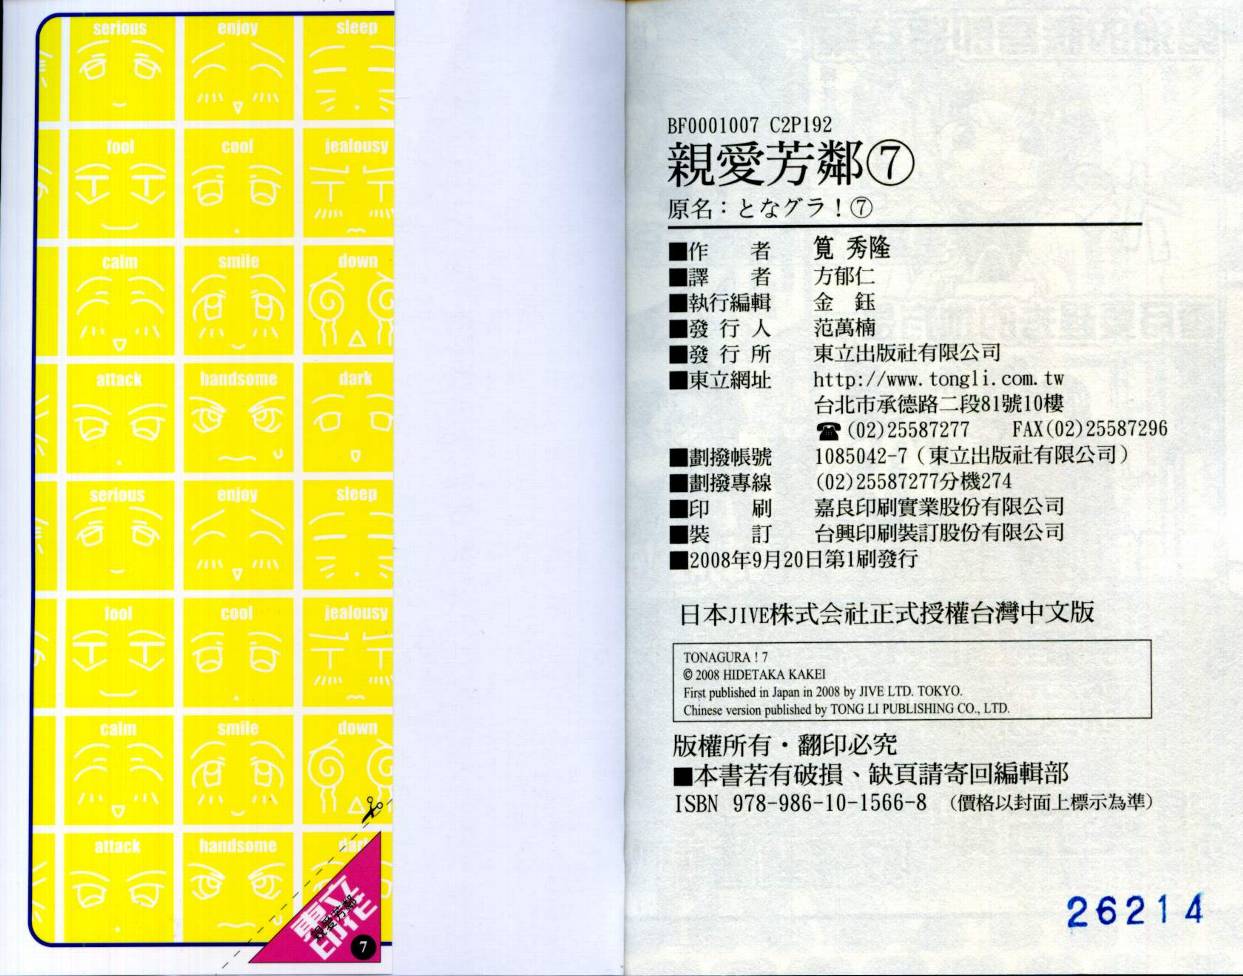 serious enjoy sleep
fool cool jealousy
calm smile down
attack handsome dark
serious enjoy sleep
fool cool jealousy
calm smile down
attack handsome dark
東立
親愛芳鄰
7
BF0001007 C2P192
親愛芳鄰⑦
原名：となグラ！⑦
■作　　者　筧 秀隆
■譯　　者　方郁仁
■執行編輯　金　鈺
■發 行 人　范萬楠
■發 行 所　東立出版社有限公司
■東立網址　http://www.tongli.com.tw
台北市承德路二段81號10樓
☎(02)25587277　FAX(02)25587296
■劃撥帳號　1085042-7（東立出版社有限公司）
■劃撥專線　(02)25587277分機274
■印　　刷　嘉良印刷實業股份有限公司
■裝　　訂　台興印刷裝訂股份有限公司
■2008年9月20日第1刷發行
日本JIVE株式会社正式授權台灣中文版
TONAGURA ! 7
© 2008 HIDETAKA KAKEI
First published in Japan in 2008 by JIVE LTD. TOKYO.
Chinese version published by TONG LI PUBLISHING CO., LTD.
版權所有・翻印必究
■本書若有破損、缺頁請寄回編輯部
ISBN 978-986-10-1566-8 （價格以封面上標示為準）
26214